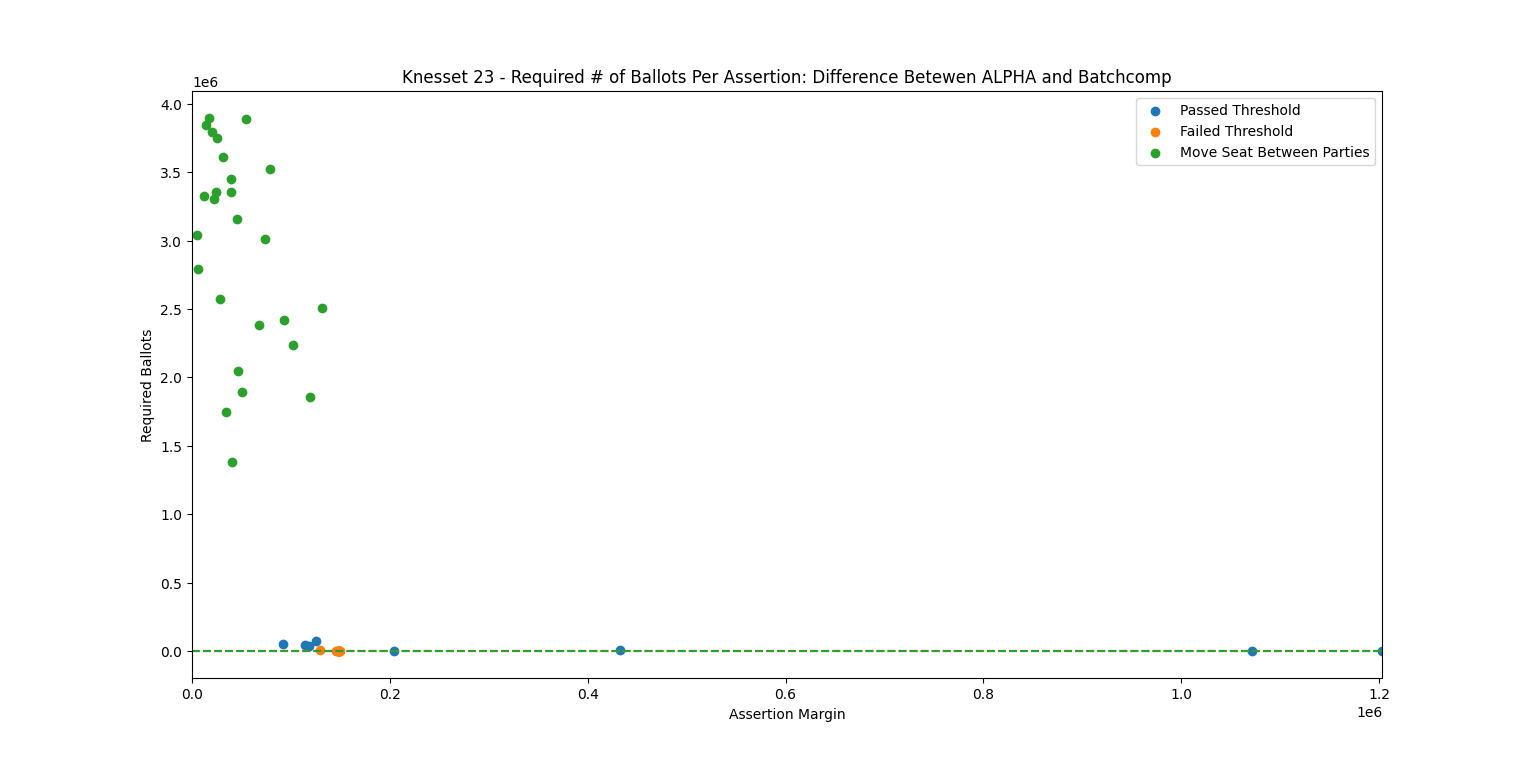 Knesset 23 - Required # of Ballots Per Assertion: Difference Betewen ALPHA and Batchcomp
1e6
4.0
3.5
3.0
2.5
2.0
1.5
1.0
0.5
0.0
Required Ballots
Passed Threshold
Failed Threshold
Move Seat Between Parties
0.0 0.2 0.4 0.6 0.8 1.0 1.2
1e6
Assertion Margin